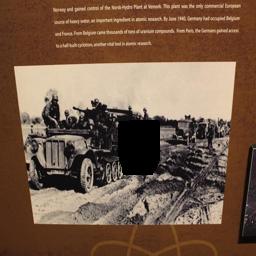 Norway and gained control of the Norsk-Hydro Plant at Vemork. This plant was the only commercial European
source of heavy water, an important ingredient in atomic research. By June 1940, Germany had occupied Belgium
and France. From Belgium came thousands of tons of uranium compounds. From Paris, the Germans gained access
to a half-built cyclotron, another vital tool in atomic research.